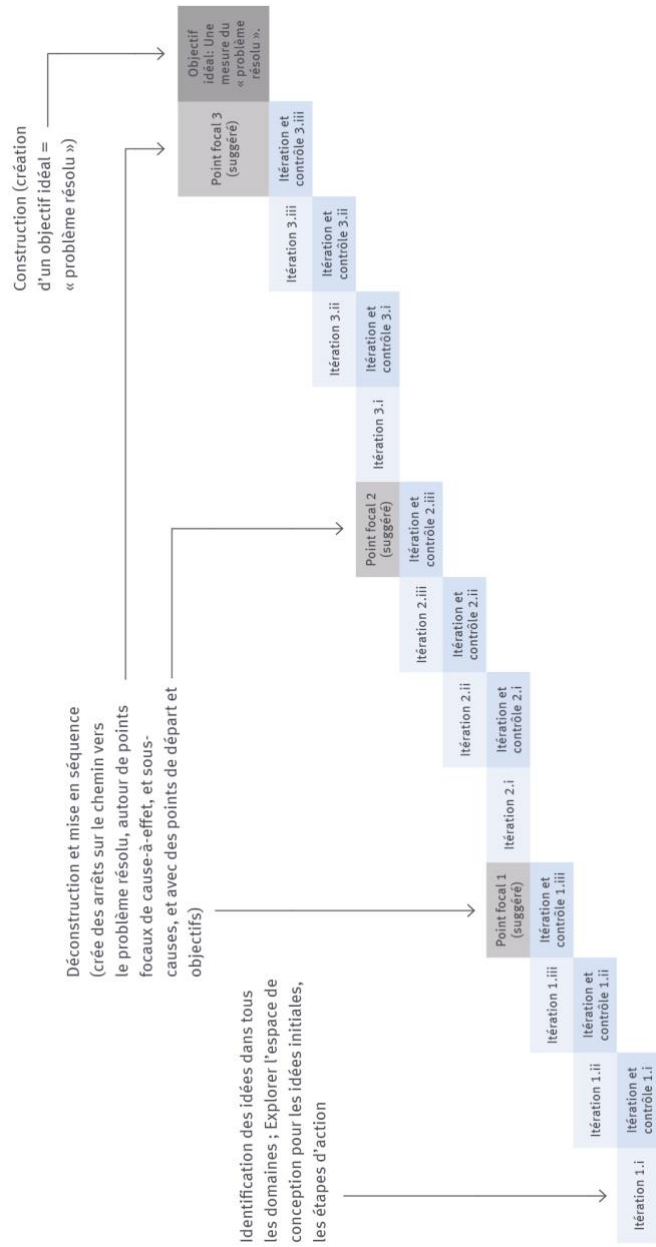 Construction (création
d'un objectif idéal =
« problème résolu »)
Déconstruction et mise en séquence
(crée des arrêts sur le chemin vers
le problème résolu, autour de points
focaux de cause-à-effet, et sous-
causes, et avec des points de départ et
objectifs)
Identification des idées dans tous
les domaines ; Explorer l'espace de
conception pour les idées initiales,
les étapes d'action
Itération 1.i
Itération et
contrôle 1.i
Itération 1.ii
Itération et
contrôle 1.ii
Itération 1.iii
Itération et
contrôle 1.iii
Point focal 1
(suggéré)
Itération 2.i
Itération et
contrôle 2.i
Itération 2.ii
Itération et
contrôle 2.ii
Itération 2.iii
Itération et
contrôle 2.iii
Point focal 2
(suggéré)
Itération 3.i
Itération et
contrôle 3.i
Itération 3.ii
Itération et
contrôle 3.ii
Itération 3.iii
Itération et
contrôle 3.iii
Point focal 3
(suggéré)
Objectif
idéal: Une
mesure du
« problème
résolu ».